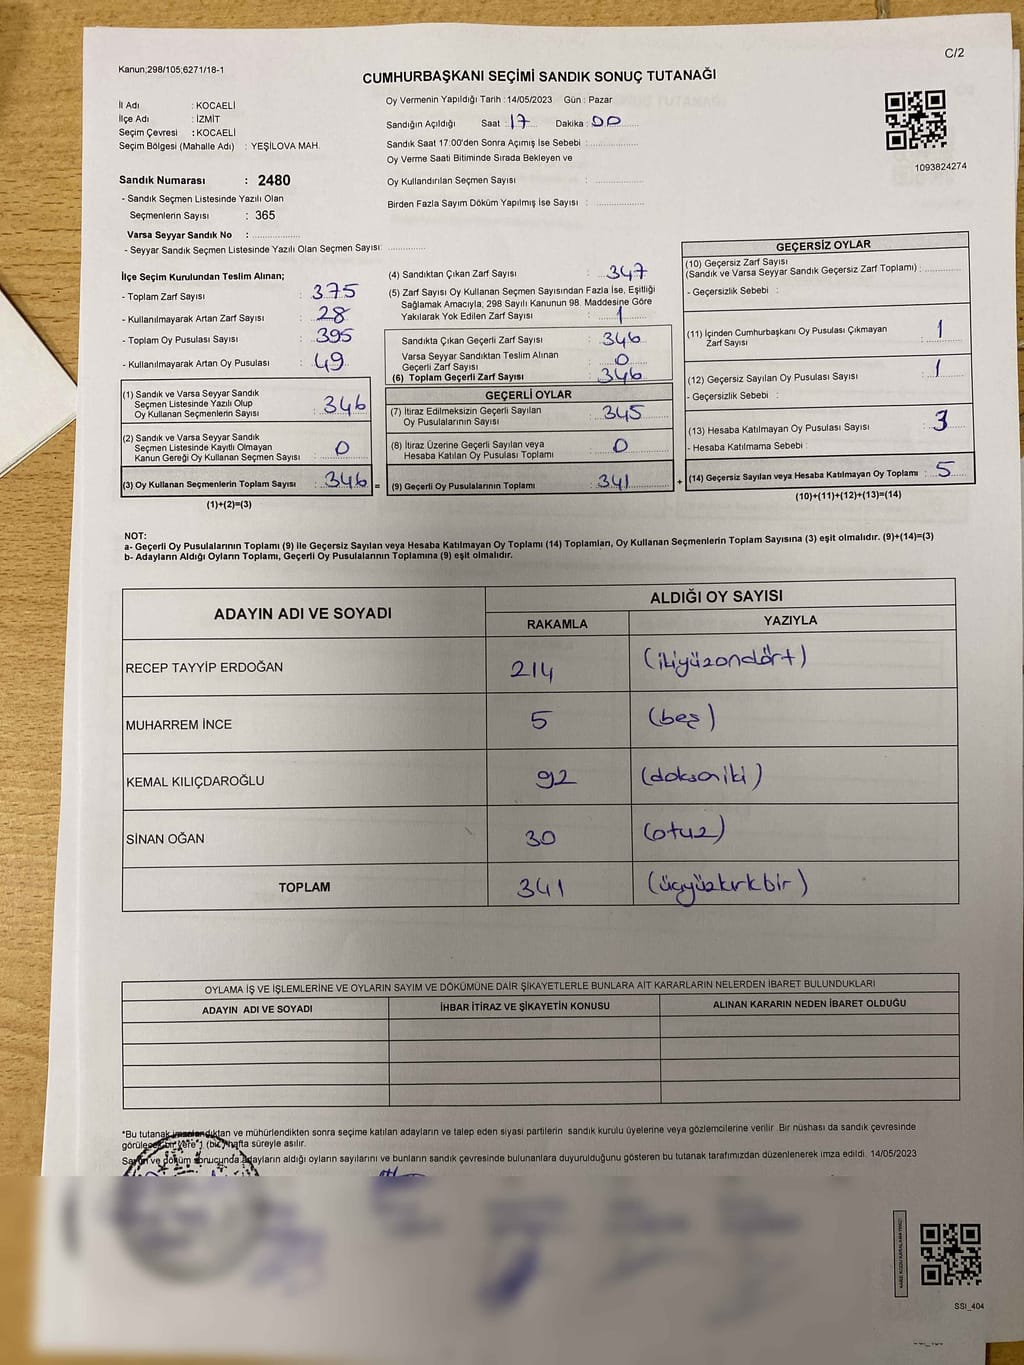 C/2
Kanun;298/105;6271/18-1
CUMHURBAŞKANI SEÇİMİ SANDIK SONUÇ TUTANAĞI
İl Adı : KOCAELİ
İlçe Adı : İZMİT
Seçim Çevresi : KOCAELİ
Seçim Bölgesi (Mahalle Adı) : YEŞİLOVA MAH.
Oy Vermenin Yapıldığı Tarih : 14/05/2023 Gün : Pazar
Sandığın Açıldığı Saat : 17 Dakika : 00
Sandık Saat 17.00'den Sonra Açımış İse Sebebi :
Oy Verme Saati Bitiminde Sırada Bekleyen ve
Oy Kullandırılan Seçmen Sayısı :
Birden Fazla Sayım Döküm Yapılmış İse Sayısı :
1093824274
Sandık Numarası : 2480
- Sandık Seçmen Listesinde Yazılı Olan
Seçmenlerin Sayısı : 365
Varsa Seyyar Sandık No :
- Seyyar Sandık Seçmen Listesinde Yazılı Olan Seçmen Sayısı:
İlçe Seçim Kurulundan Teslim Alınan;
- Toplam Zarf Sayısı : 375
- Kullanılmayarak Artan Zarf Sayısı : 28
- Toplam Oy Pusulası Sayısı : 395
- Kullanılmayarak Artan Oy Pusulası : 49
(1) Sandık ve Varsa Seyyar Sandık
Seçmen Listesinde Yazılı Olup
Oy Kullanan Seçmenlerin Sayısı : 346
(2) Sandık ve Varsa Seyyar Sandık
Seçmen Listesinde Kayıtlı Olmayan
Kanun Gereği Oy Kullanan Seçmen Sayısı : 0
(3) Oy Kullanan Seçmenlerin Toplam Sayısı : 346 =
(1)+(2)=(3)
(4) Sandıktan Çıkan Zarf Sayısı : 347
(5) Zarf Sayısı Oy Kullanan Seçmen Sayısından Fazla İse, Eşitliği
Sağlamak Amacıyla, 298 Sayılı Kanunun 98. Maddesine Göre
Yakılarak Yok Edilen Zarf Sayısı : 1
Sandıkta Çıkan Geçerli Zarf Sayısı : 346
Varsa Seyyar Sandıktan Teslim Alınan
Geçerli Zarf Sayısı : 0
(6) Toplam Geçerli Zarf Sayısı : 346
GEÇERLİ OYLAR
(7) İtiraz Edilmeksizin Geçerli Sayılan
Oy Pusulalarının Sayısı : 345
(8) İtiraz Üzerine Geçerli Sayılan veya
Hesaba Katılan Oy Pusulası Toplamı : 0
(9) Geçerli Oy Pusulalarının Toplamı : 341 +
GEÇERSİZ OYLAR
(10) Geçersiz Zarf Sayısı
(Sandık ve Varsa Seyyar Sandık Geçersiz Zarf Toplamı) :
- Geçersizlik Sebebi :
(11) İçinden Cumhurbaşkanı Oy Pusulası Çıkmayan
Zarf Sayısı : 1
(12) Geçersiz Sayılan Oy Pusulası Sayısı : 1
- Geçersizlik Sebebi :
(13) Hesaba Katılmayan Oy Pusulası Sayısı : 3
- Hesaba Katılmama Sebebi :
(14) Geçersiz Sayılan veya Hesaba Katılmayan Oy Toplamı : 5
(10)+(11)+(12)+(13)=(14)
NOT:
a- Geçerli Oy Pusulalarının Toplamı (9) ile Geçersiz Sayılan veya Hesaba Katılmayan Oy Toplamı (14) Toplamları, Oy Kullanan Seçmenlerin Toplam Sayısına (3) eşit olmalıdır. (9)+(14)=(3)
b- Adayların Aldığı Oyların Toplamı, Geçerli Oy Pusulalarının Toplamına (9) eşit olmalıdır.
ADAYIN ADI VE SOYADI ALDIĞI OY SAYISI
RAKAMLA YAZIYLA
RECEP TAYYİP ERDOĞAN 214 (ikiyüzondört)
MUHARREM İNCE 5 (beş)
KEMAL KILIÇDAROĞLU 92 (doksaniki)
SİNAN OĞAN 30 (otuz)
TOPLAM 341 (üçyüzkırkbir)
OYLAMA İŞ VE İŞLEMLERİNE VE OYLARIN SAYIM VE DÖKÜMÜNE DAİR ŞİKAYETLERLE BUNLARA AİT KARARLARIN NELERDEN İBARET BULUNDUKLARI
ADAYIN ADI VE SOYADI İHBAR İTİRAZ VE ŞİKAYETİN KONUSU ALINAN KARARIN NEDEN İBARET OLDUĞU
*Bu tutanak imzalandıktan ve mühürlendikten sonra seçime katılan adayların ve talep eden siyasi partilerin sandık kurulu üyelerine veya gözlemcilerine verilir. Bir nüshası da sandık çevresinde
görülecek bir yere 1 (bir) hafta süreyle asılır.
Sayım ve döküm sonucunda adayların aldığı oyların sayılarını ve bunların sandık çevresinde bulunanlara duyurulduğunu gösteren bu tutanak tarafımızdan düzenlenerek imza edildi. 14/05/2023
SSI_404